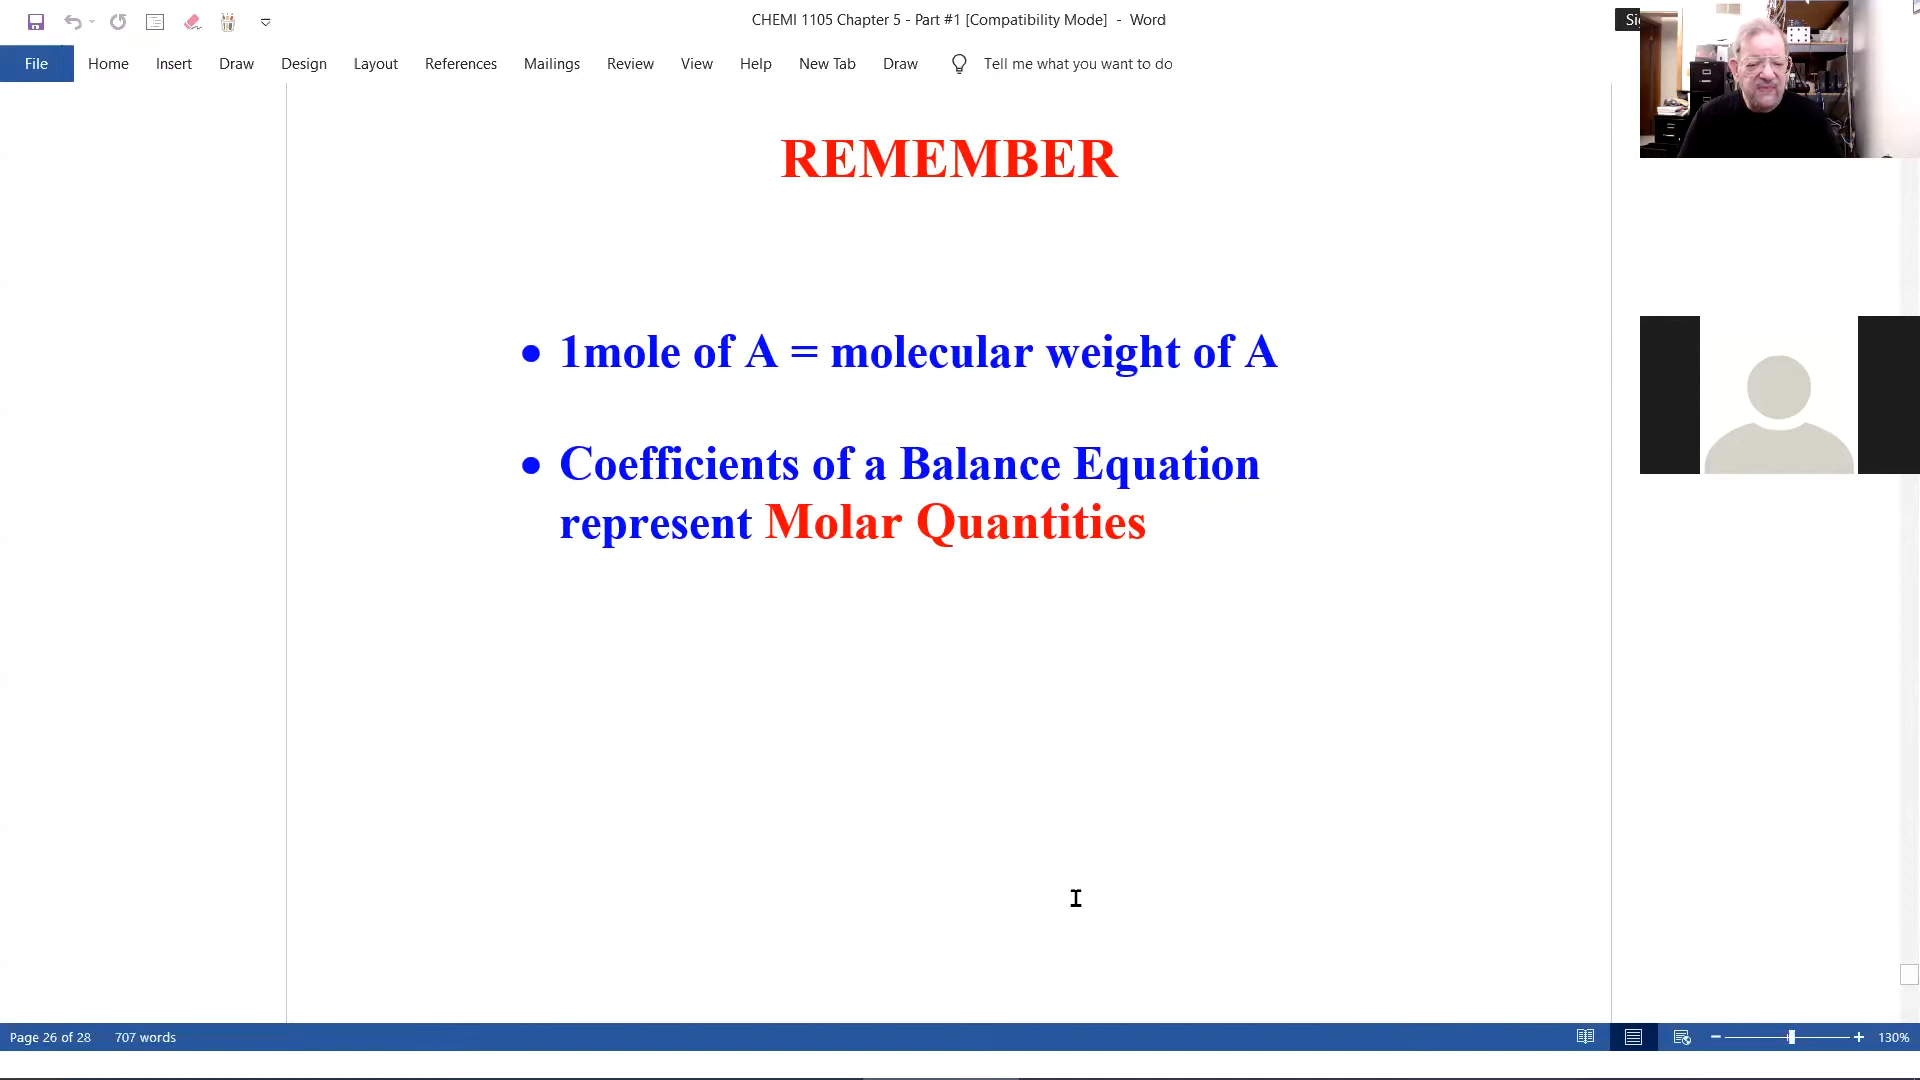 CHEMI 1105 Chapter 5 - Part #1 [Compatibility Mode] - Word
File Home Insert Draw Design Layout References Mailings Review View Help New Tab Draw Tell me what you want to do
REMEMBER
• 1mole of A = molecular weight of A
• Coefficients of a Balance Equation
represent Molar Quantities
Page 26 of 28 707 words
130%